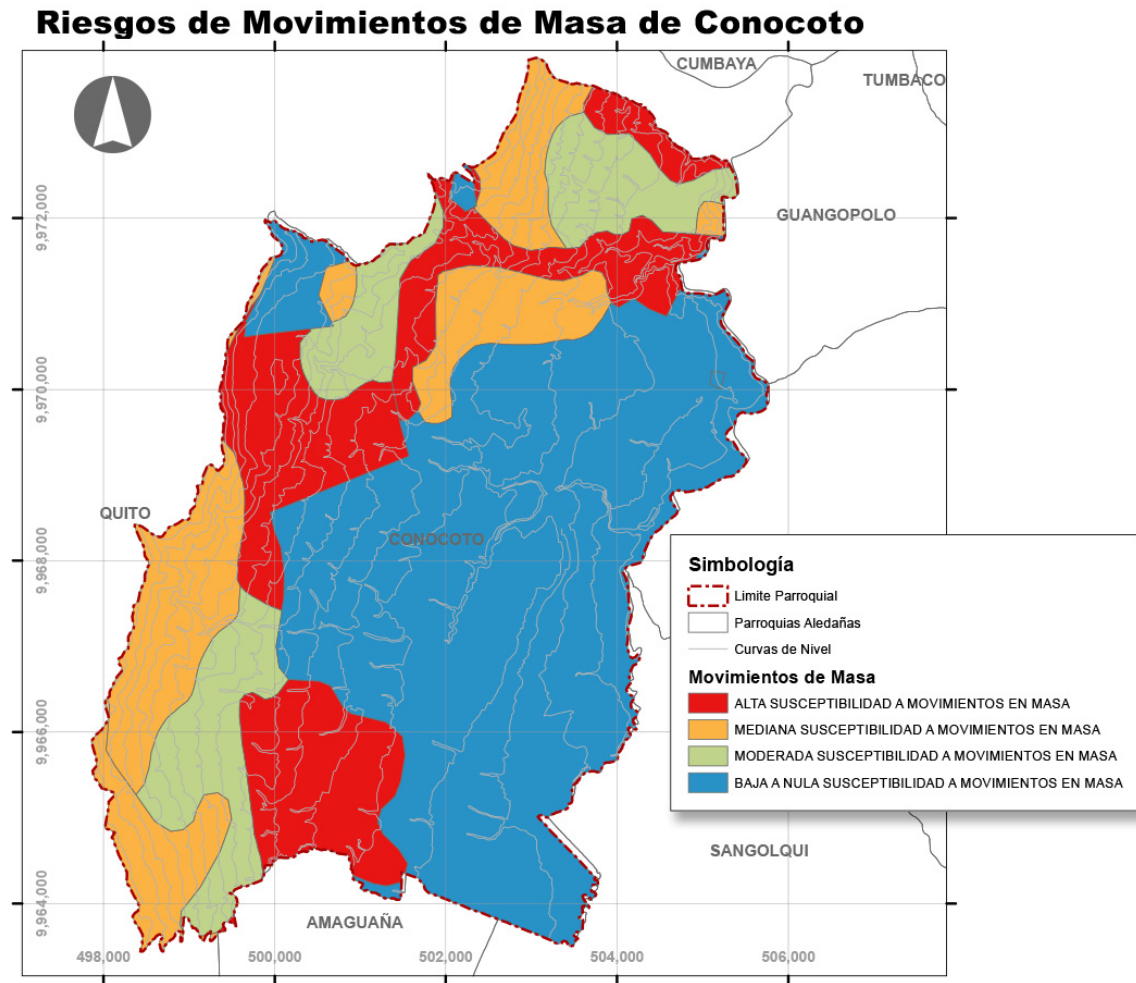 Riesgos de Movimientos de Masa de Conocoto
CUMBAYA
TUMBACO
9,972,000
GUANGOPOLO
9,970,000
QUITO
CONOCOTO
9,968,000
Simbología
Limite Parroquial
Parroquias Aledañas
Curvas de Nivel
Movimientos de Masa
ALTA SUSCEPTIBILIDAD A MOVIMIENTOS EN MASA
MEDIANA SUSCEPTIBILIDAD A MOVIMIENTOS EN MASA
MODERADA SUSCEPTIBILIDAD A MOVIMIENTOS EN MASA
BAJA A NULA SUSCEPTIBILIDAD A MOVIMIENTOS EN MASA
9,966,000
SANGOLQUI
9,964,000
AMAGUAÑA
498,000 500,000 502,000 504,000 506,000